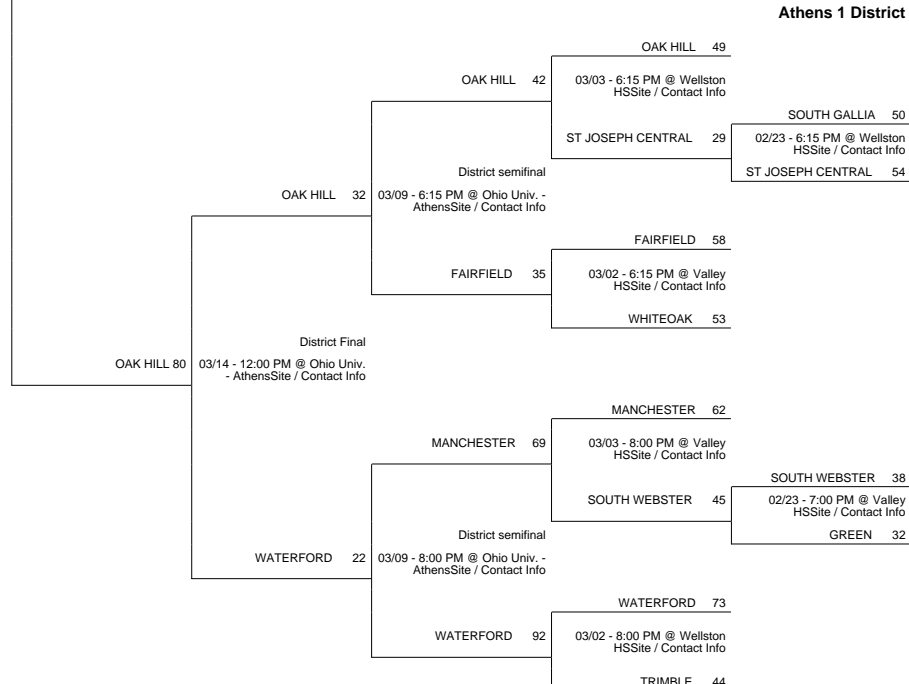 Athens 1 District
OAK HILL 49
OAK HILL 42
03/03 - 6:15 PM @ Wellston
HSSite / Contact Info
SOUTH GALLIA 50
ST JOSEPH CENTRAL 29
02/23 - 6:15 PM @ Wellston
HSSite / Contact Info
District semifinal
ST JOSEPH CENTRAL 54
OAK HILL 32
03/09 - 6:15 PM @ Ohio Univ. -
AthensSite / Contact Info
FAIRFIELD 58
FAIRFIELD 35
03/02 - 6:15 PM @ Valley
HSSite / Contact Info
WHITEOAK 53
District Final
OAK HILL 80
03/14 - 12:00 PM @ Ohio Univ.
- AthensSite / Contact Info
MANCHESTER 62
MANCHESTER 69
03/03 - 8:00 PM @ Valley
HSSite / Contact Info
SOUTH WEBSTER 38
SOUTH WEBSTER 45
02/23 - 7:00 PM @ Valley
HSSite / Contact Info
District semifinal
GREEN 32
WATERFORD 22
03/09 - 8:00 PM @ Ohio Univ. -
AthensSite / Contact Info
WATERFORD 73
WATERFORD 92
03/02 - 8:00 PM @ Wellston
HSSite / Contact Info
TRIMBLE 44